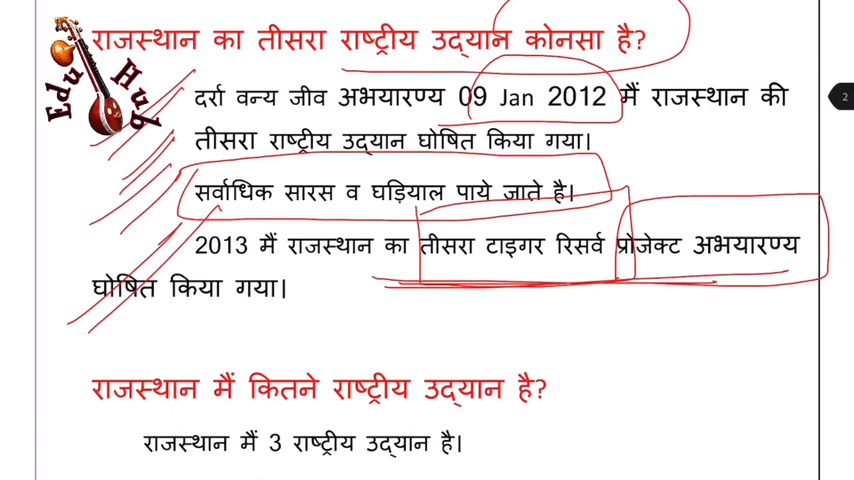 राजस्थान का तीसरा राष्ट्रीय उद्यान कोनसा है?
Edu Hub
दर्रा वन्य जीव अभयारण्य 09 Jan 2012 मैं राजस्थान की
तीसरा राष्ट्रीय उद्यान घोषित किया गया।
सर्वाधिक सारस व घड़ियाल पाये जाते है।
2013 मैं राजस्थान का तीसरा टाइगर रिसर्व प्रोजेक्ट अभयारण्य
घोषित किया गया।
राजस्थान मैं कितने राष्ट्रीय उद्यान है?
राजस्थान मैं 3 राष्ट्रीय उद्यान है।
2